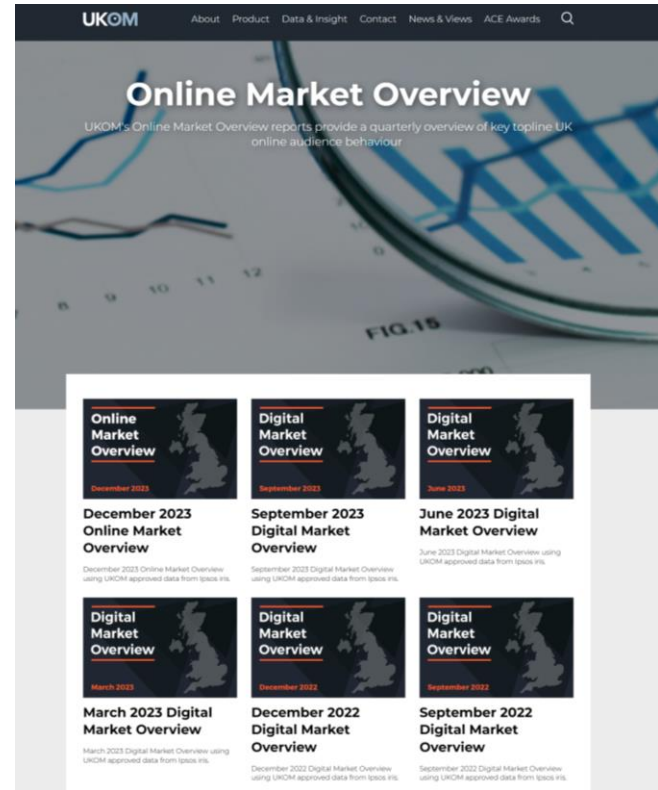 UKOM
About Product Data & Insight Contact News & Views ACE Awards
Online Market Overview
UKOM's Online Market Overview reports provide a quarterly overview of key topline UK
online audience behaviour
8 9 10 11 12
0
FIG.15
000
Online
Market
Overview
December 2023
Digital
Market
Overview
September 2023
Digital
Market
Overview
June 2023
December 2023
Online Market
Overview
December 2023 Online Market Overview
using UKOM approved data from Ipsos iris.
September 2023
Digital Market
Overview
September 2023 Digital Market Overview
using UKOM approved data from Ipsos iris.
June 2023 Digital
Market Overview
June 2023 Digital Market Overview using
UKOM approved data from Ipsos iris.
Digital
Market
Overview
March 2023
Digital
Market
Overview
December 2022
Digital
Market
Overview
September 2022
March 2023 Digital
Market Overview
March 2023 Digital Market Overview using
UKOM approved data from Ipsos iris.
December 2022
Digital Market
Overview
December 2022 Digital Market Overview
using UKOM approved data from Ipsos iris.
September 2022
Digital Market
Overview
September 2022 Digital Market Overview
using UKOM approved data from Ipsos iris.